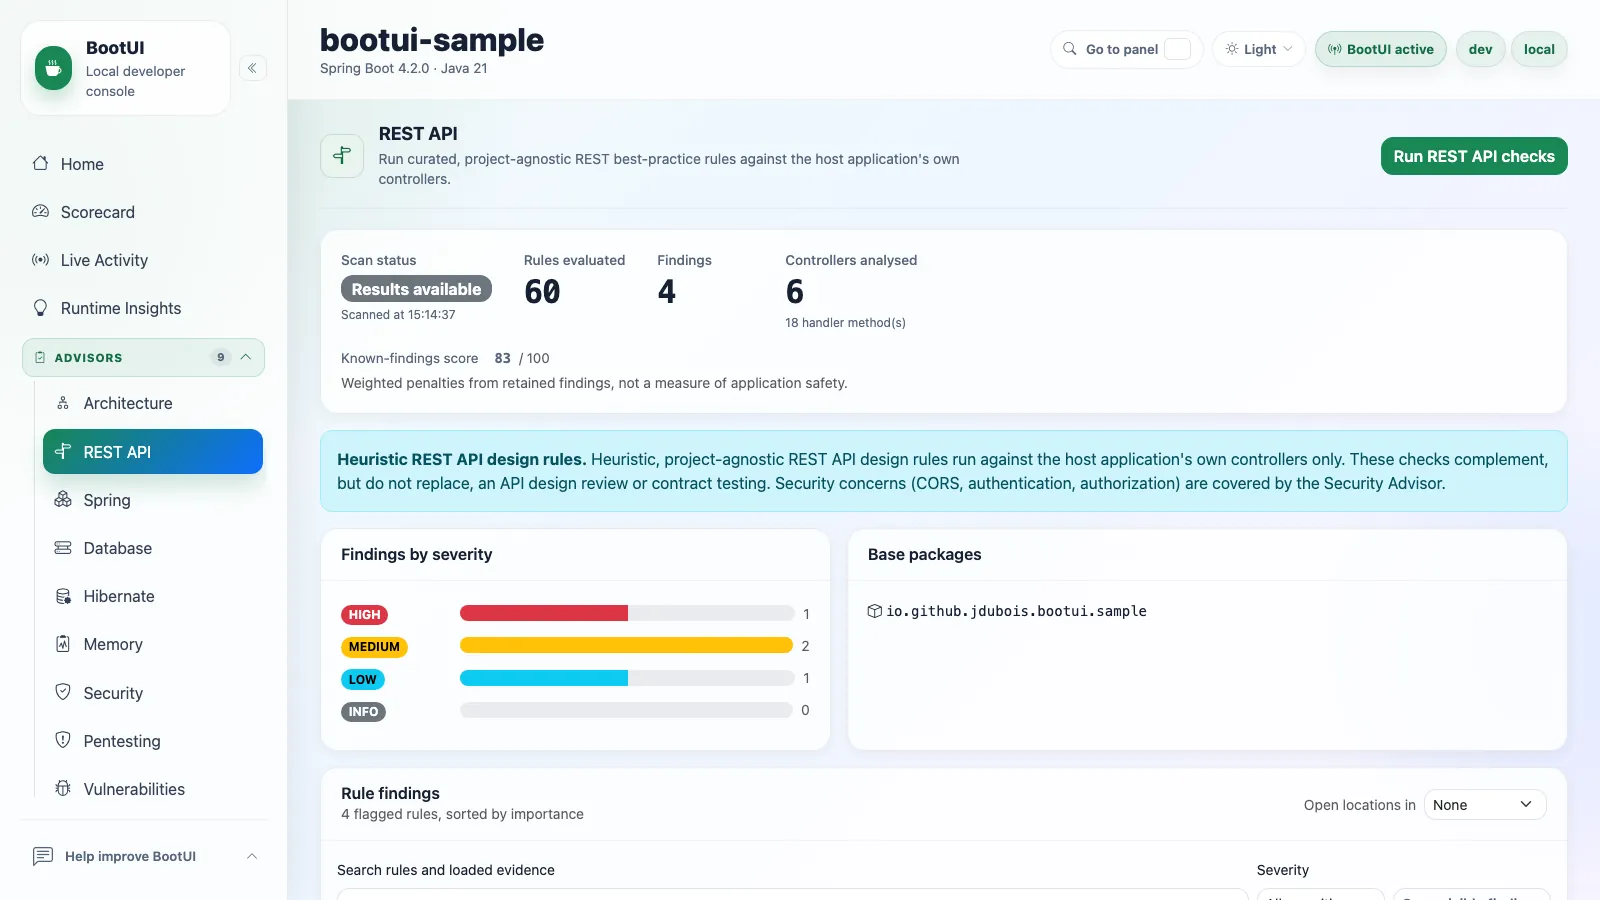 BootUI
Local developer
console
Home
Scorecard
Live Activity
Runtime Insights
ADVISORS 9
Architecture
REST API
Spring
Database
Hibernate
Memory
Security
Pentesting
Vulnerabilities
Help improve BootUI
bootui-sample
Spring Boot 4.2.0 · Java 21
Go to panel
Light
BootUI active
dev
local
REST API
Run curated, project-agnostic REST best-practice rules against the host application's own
controllers.
Run REST API checks
Scan status
Results available
Scanned at 15:14:37
Rules evaluated
60
Findings
4
Controllers analysed
6
18 handler method(s)
Known-findings score 83 / 100
Weighted penalties from retained findings, not a measure of application safety.
Heuristic REST API design rules. Heuristic, project-agnostic REST API design rules run against the host application's own controllers only. These checks complement,
but do not replace, an API design review or contract testing. Security concerns (CORS, authentication, authorization) are covered by the Security Advisor.
Findings by severity
HIGH 1
MEDIUM 2
LOW 1
INFO 0
Base packages
io.github.jdubois.bootui.sample
Rule findings
4 flagged rules, sorted by importance
Open locations in None
Search rules and loaded evidence
Severity